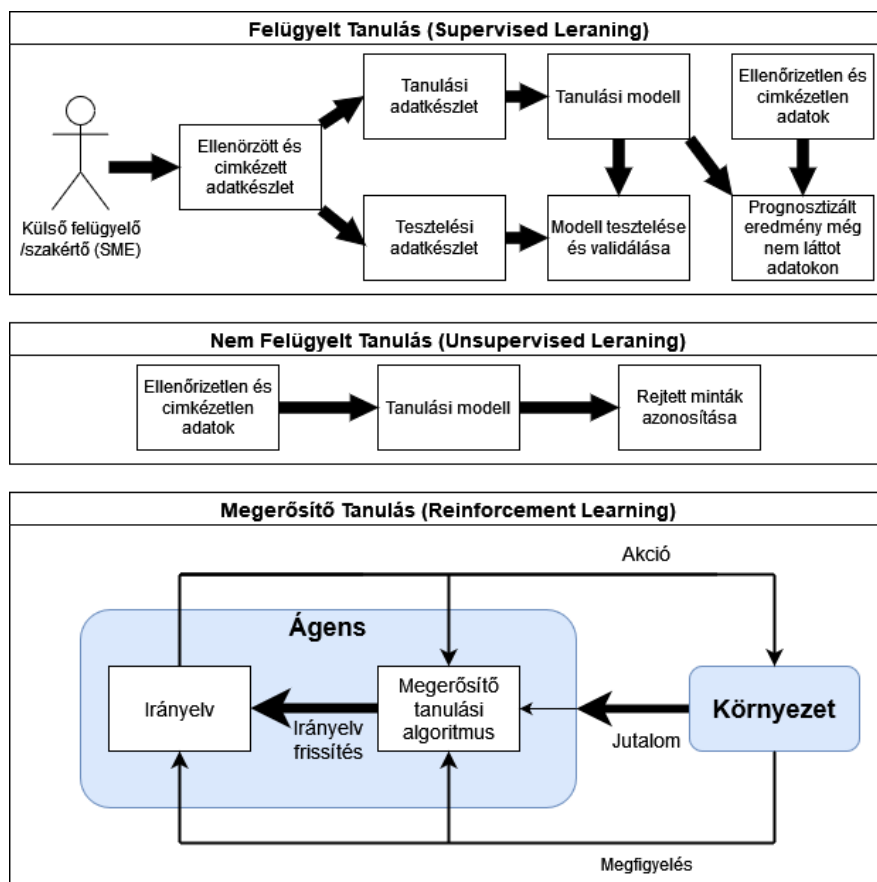 Felügyelt Tanulás (Supervised Leraning)
Külső felügyelő
/szakértő (SME)
Ellenörzött és
cimkézett
adatkészlet
Tanulási
adatkészlet
Tanulási modell
Ellenőrizetlen és
cimkézetlen
adatok
Tesztelési
adatkészlet
Modell tesztelése
és validálása
Prognosztizált
eredmény még
nem láttot
adatokon
Nem Felügyelt Tanulás (Unsupervised Leraning)
Ellenőrizetlen és
cimkézetlen
adatok
Tanulási modell
Rejtett minták
azonosítása
Megerősítő Tanulás (Reinforcement Learning)
Akció
Ágens
Irányelv
Irányelv
frissítés
Megerősítő
tanulási
algoritmus
Jutalom
Környezet
Megfigyelés